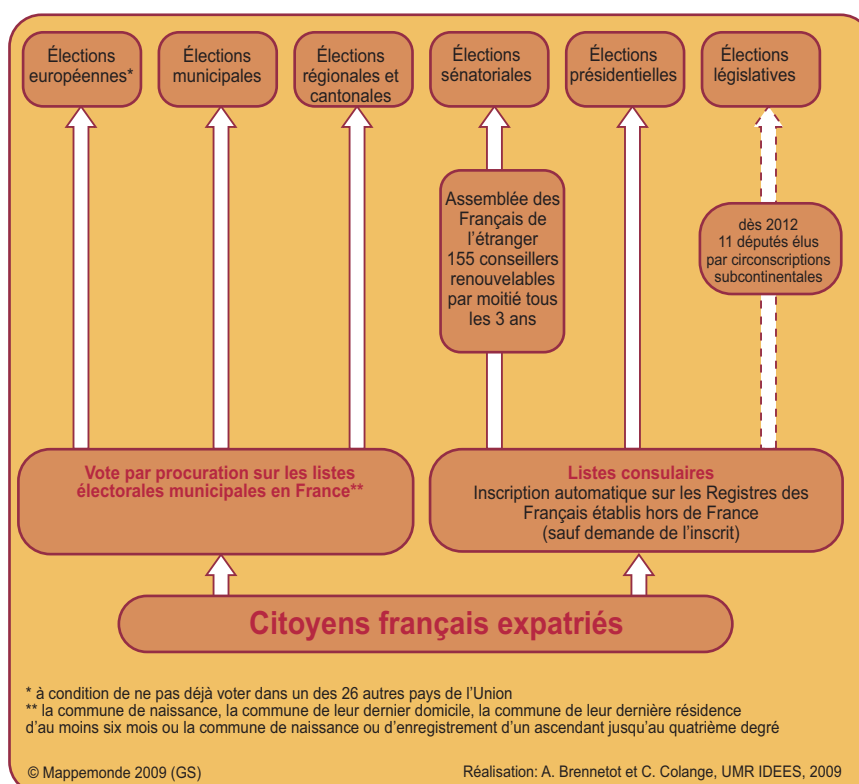 Élections
européennes*
Élections
municipales
Élections
régionales et
cantonales
Élections
sénatoriales
Élections
présidentielles
Élections
législatives
Assemblée des
Français de
l'étranger
155 conseillers
renouvelables
par moitié tous
les 3 ans
dès 2012
11 députés élus
par circonscriptions
subcontinentales
Vote par procuration sur les listes
électorales municipales en France**
Listes consulaires
Inscription automatique sur les Registres des
Français établis hors de France
(sauf demande de l'inscrit)
Citoyens français expatriés
* à condition de ne pas déjà voter dans un des 26 autres pays de l'Union
** la commune de naissance, la commune de leur dernier domicile, la commune de leur dernière résidence
d'au moins six mois ou la commune de naissance ou d'enregistrement d'un ascendant jusqu'au quatrième degré
© Mappemonde 2009 (GS)
Réalisation: A. Brennetot et C. Colange, UMR IDEES, 2009